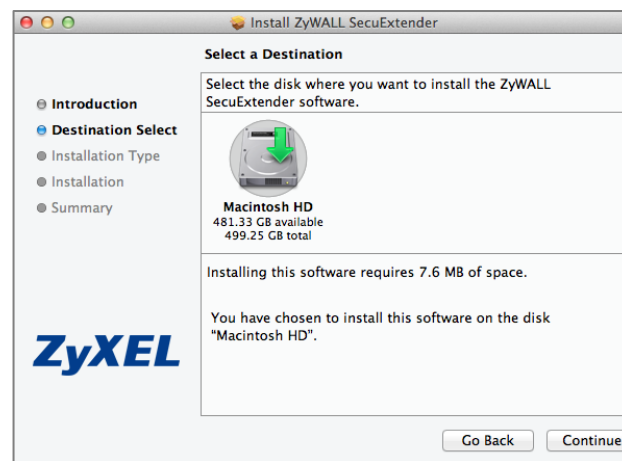 Install ZyWALL SecuExtender
Select a Destination
Introduction
Destination Select
Installation Type
Installation
Summary
Select the disk where you want to install the ZyWALL
SecuExtender software.
Macintosh HD
481.33 GB available
499.25 GB total
Installing this software requires 7.6 MB of space.
You have chosen to install this software on the disk
“Macintosh HD”.
ZyXEL
Go Back
Continue